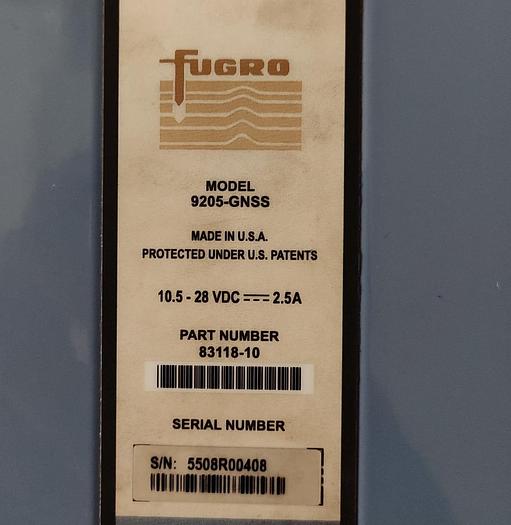 fUGRO
MODEL
9205-GNSS
MADE IN U.S.A.
PROTECTED UNDER U.S. PATENTS
10.5 - 28 VDC ⎓ 2.5A
PART NUMBER
83118-10
SERIAL NUMBER
S/N: 5508R00408